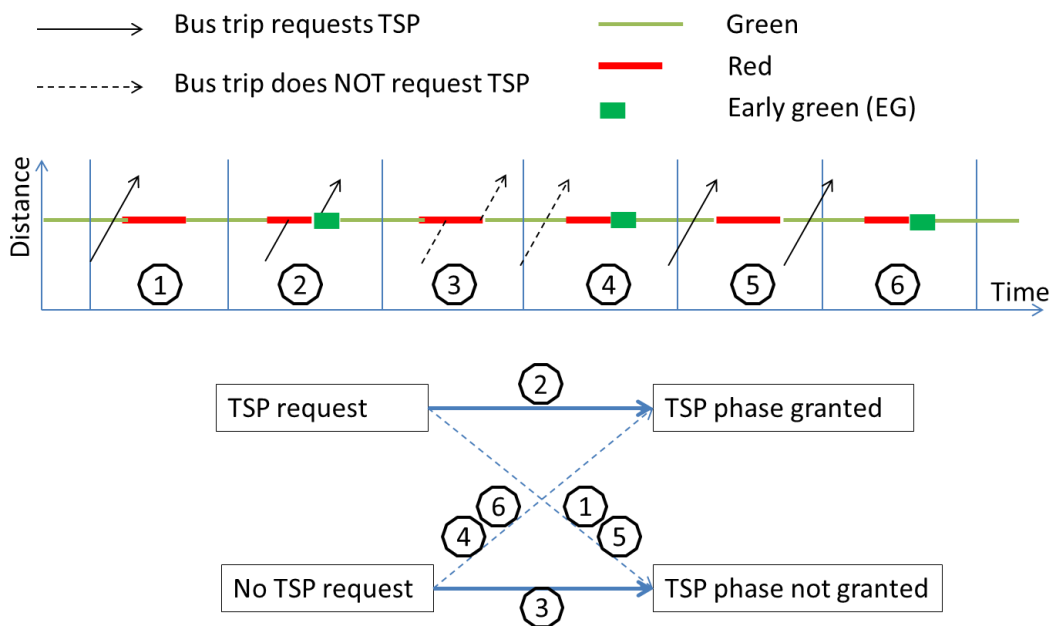 Bus trip requests TSP
Green
Red
Bus trip does NOT request TSP
Early green (EG)
Distance
1
2
3
4
5
6
Time
2
TSP request
TSP phase granted
6
1
4
5
No TSP request
TSP phase not granted
3